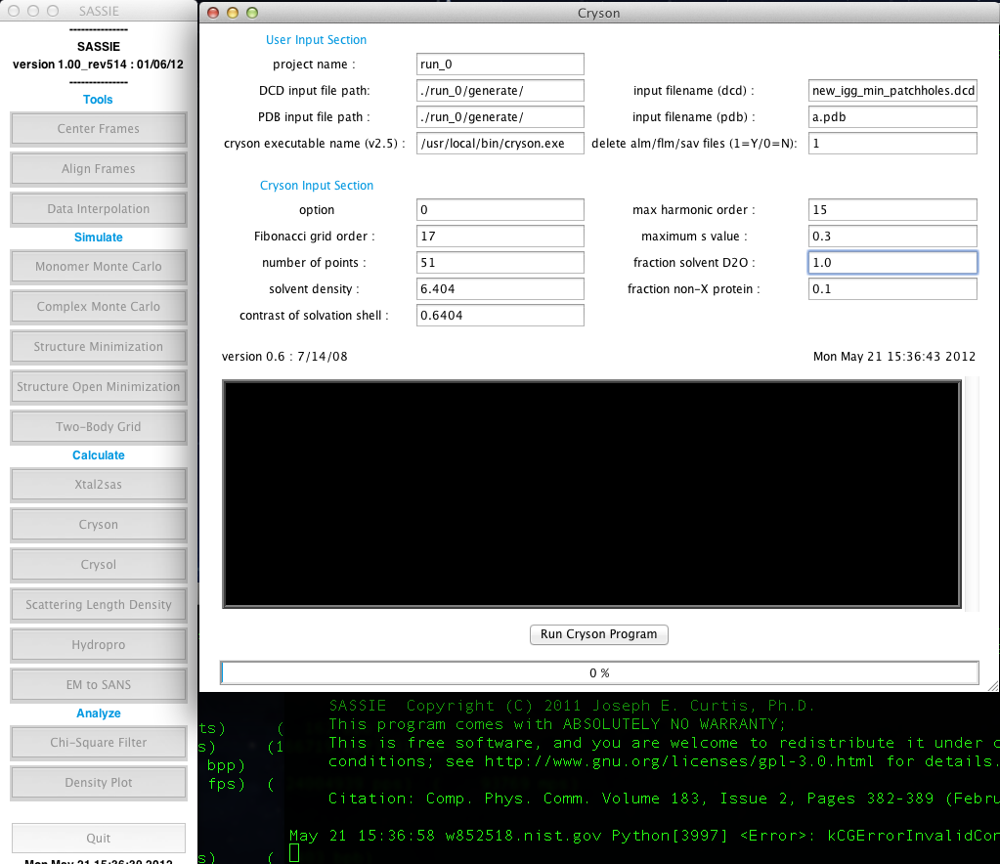 SASSIE
---------------
SASSIE
version 1.00_rev514 : 01/06/12
---------------
Tools
Center Frames
Align Frames
Data Interpolation
Simulate
Monomer Monte Carlo
Complex Monte Carlo
Structure Minimization
Structure Open Minimization
Two-Body Grid
Calculate
Xtal2sas
Cryson
Crysol
Scattering Length Density
Hydropro
EM to SANS
Analyze
Chi-Square Filter
Density Plot
Quit
Mon May 21 15:36:30 2012
Cryson
User Input Section
project name : run_0
DCD input file path: ./run_0/generate/ input filename (dcd) : new_igg_min_patchholes.dcd
PDB input file path : ./run_0/generate/ input filename (pdb) : a.pdb
cryson executable name (v2.5) : /usr/local/bin/cryson.exe delete alm/flm/sav files (1=Y/0=N): 1
Cryson Input Section
option 0 max harmonic order : 15
Fibonacci grid order : 17 maximum s value : 0.3
number of points : 51 fraction solvent D2O : 1.0
solvent density : 6.404 fraction non-X protein : 0.1
contrast of solvation shell : 0.6404
version 0.6 : 7/14/08 Mon May 21 15:36:43 2012
Run Cryson Program
0 %
SASSIE Copyright (C) 2011 Joseph E. Curtis, Ph.D.
ts) ( This program comes with ABSOLUTELY NO WARRANTY;
s) (1 This is free software, and you are welcome to redistribute it under c
bpp) conditions; see http://www.gnu.org/licenses/gpl-3.0.html for details.
fps) (
Citation: Comp. Phys. Comm. Volume 183, Issue 2, Pages 382-389 (Febru
May 21 15:36:58 w852518.nist.gov Python[3997] <Error>: kCGErrorInvalidCon
s) (